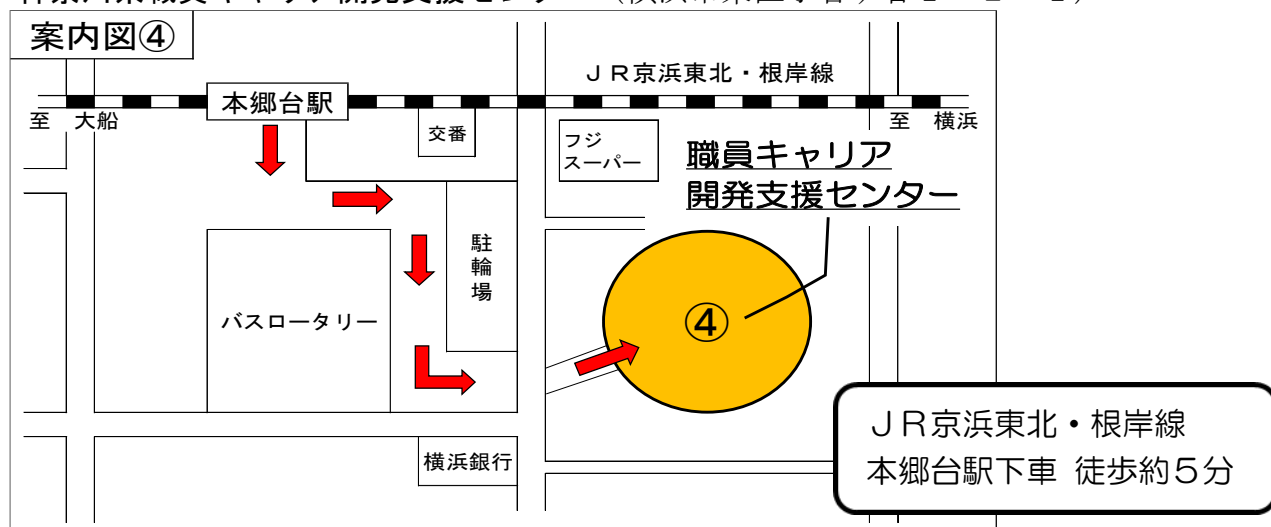 案内図④
ＪＲ京浜東北・根岸線
本郷台駅
至 大船
至 横浜
交番
フジ
スーパー
職員キャリア
開発支援センター
駐輪場
バスロータリー
④
横浜銀行
ＪＲ京浜東北・根岸線
本郷台駅下車 徒歩約５分